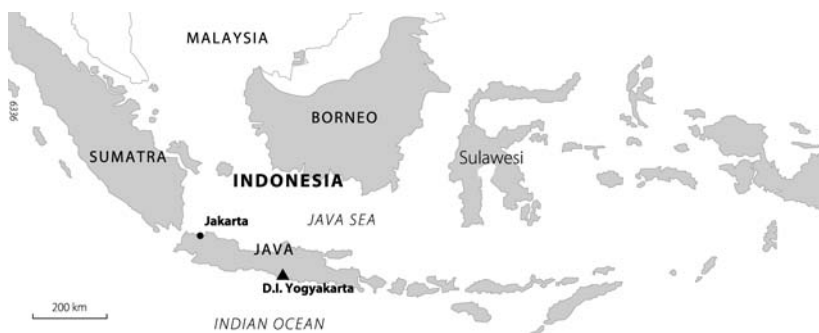 MALAYSIA
6336
BORNEO
SUMATRA
Sulawesi
INDONESIA
JAVA SEA
Jakarta
JAVA
D.I. Yogyakarta
200 km
INDIAN OCEAN